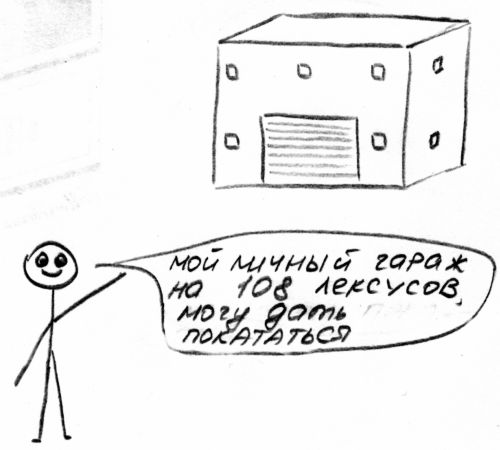 мой личный гараж
на 108 лексусов,
могу дать
покататься